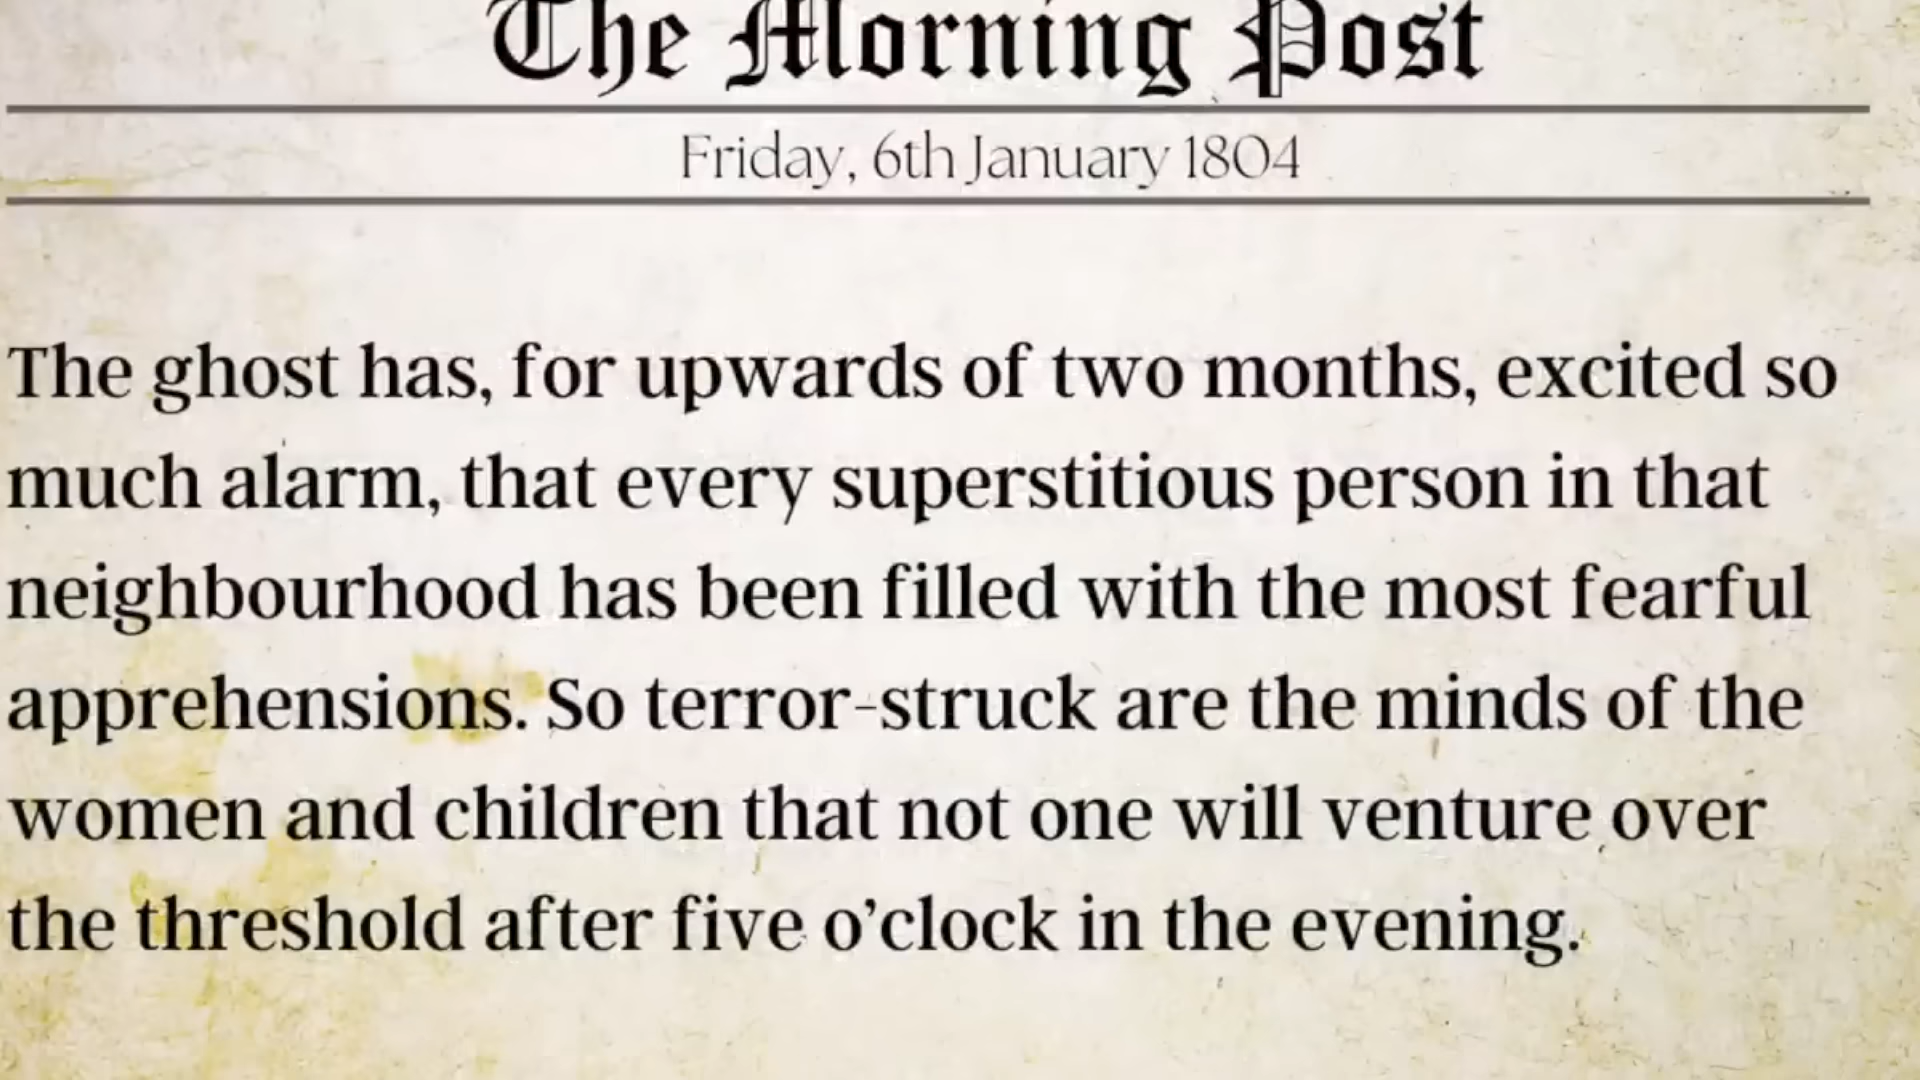 The Morning Post
Friday, 6th January 1804
The ghost has, for upwards of two months, excited so
much alarm, that every superstitious person in that
neighbourhood has been filled with the most fearful
apprehensions. So terror-struck are the minds of the
women and children that not one will venture over
the threshold after five o’clock in the evening.